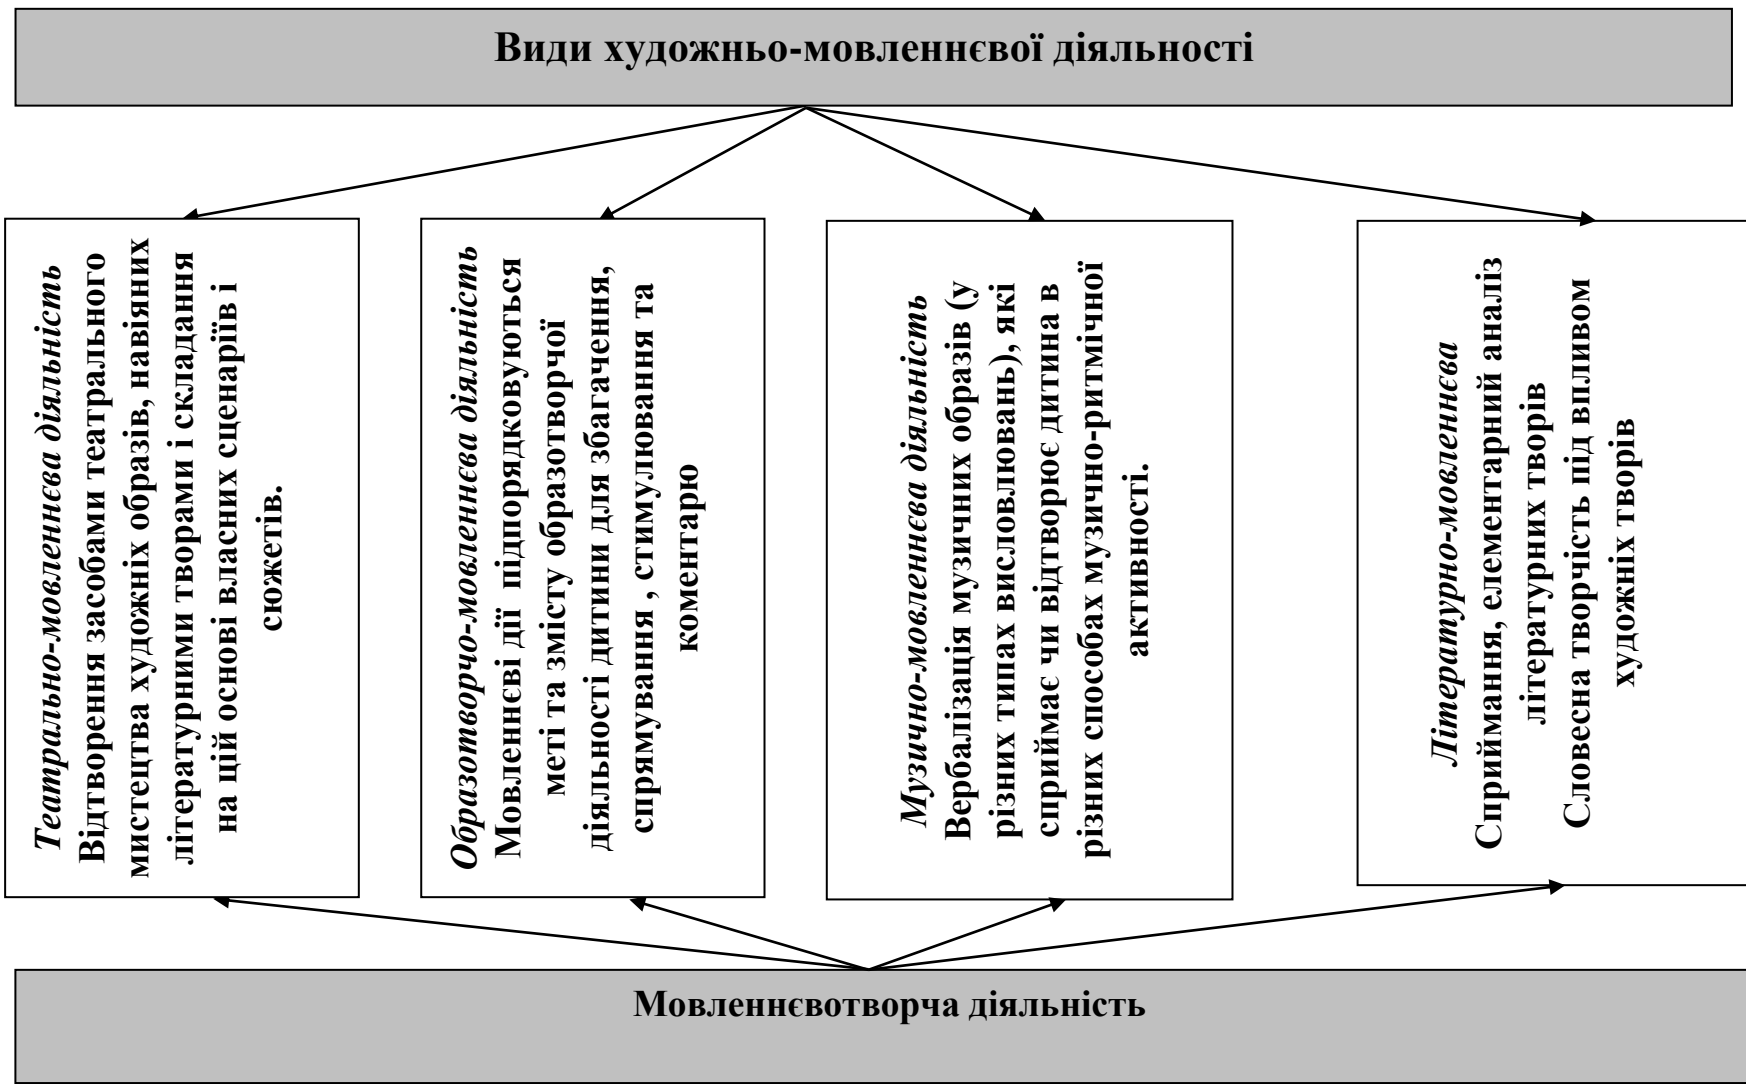 Види художньо-мовленнєвої діяльності
Театрально-мовленнєва діяльність
Відтворення засобами театрального
мистецтва художніх образів, навіяних
літературними творами і складання
на цій основі власних сценаріїв і
сюжетів.
Образотворчо-мовленнєва діяльність
Мовленнєві дії підпорядковуються
меті та змісту образотворчої
діяльності дитини для збагачення,
спрямування , стимулювання та
коментарю
Музично-мовленнєва діяльність
Вербалізація музичних образів (у
різних типах висловлювань), які
сприймає чи відтворює дитина в
різних способах музично-ритмічної
активності.
Літературно-мовленнєва
Сприймання, елементарний аналіз
літературних творів
Словесна творчість під впливом
художніх творів
Мовленнєвотворча діяльність